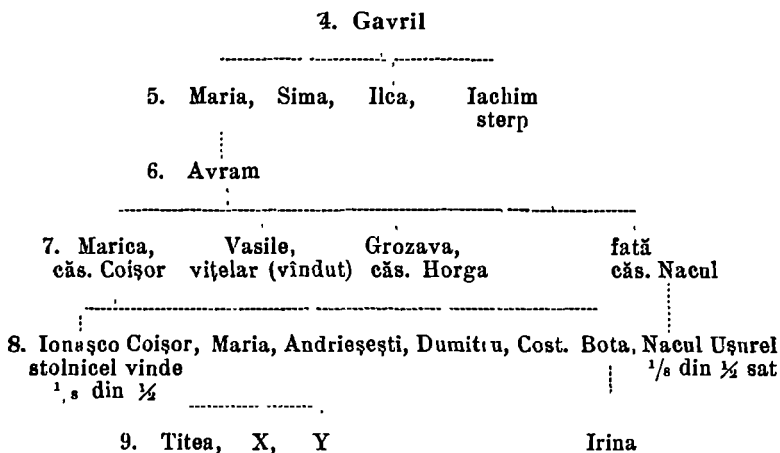 4. Gavril
5. Maria, Sima, Ilca, Iachim
sterp
6. Avram
7. Marica, Vasile, Grozava, fată
căs. Coișor vițelar (vîndut) căs. Horga căs. Nacul
8. Ionașco Coișor, Maria, Andrieșești, Dumitru, Cost. Bota, Nacul Ușurel
stolnicel vinde ⅛ din ½ sat
⅛ din ½
9. Titea, X, Y Irina